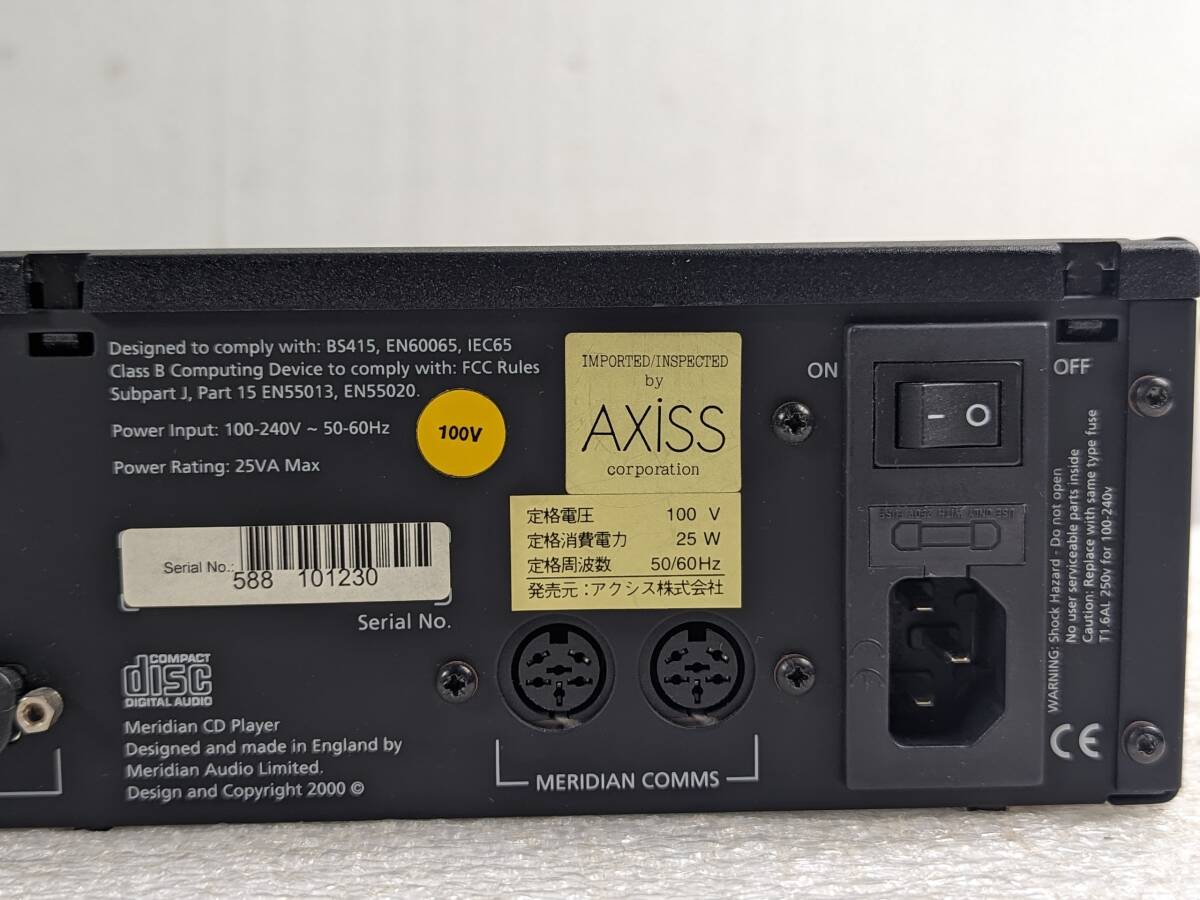 Designed to comply with: BS415, EN60065, IEC65
Class B Computing Device to comply with: FCC Rules
Subpart J, Part 15 EN55013, EN55020.
Power Input: 100-240V ~ 50-60Hz
Power Rating: 25VA Max
100V
IMPORTED/INSPECTED
by
AXiSS
corporation
定格電圧 100 V
定格消費電力 25 W
定格周波数 50/60Hz
発売元:アクシス株式会社
Serial No.:
588 101230
Serial No.
COMPACT
disc
DIGITAL AUDIO
Meridian CD Player
Designed and made in England by
Meridian Audio Limited.
Design and Copyright 2000 ©
MERIDIAN COMMS
ON
OFF
USE ONLY WITH 250V FUSE
WARNING: Shock Hazard - Do not open
No user serviceable parts inside
Caution: Replace with same type fuse
T1.6AL 250v for 100-240v
CE